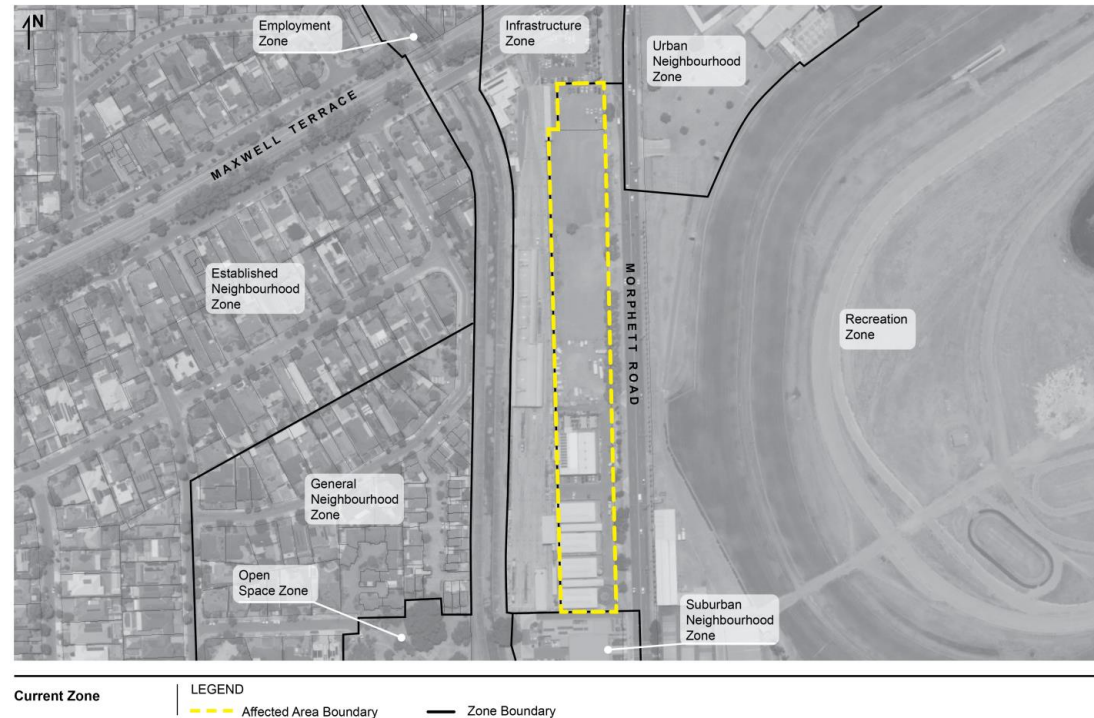 N
Employment
Zone
Infrastructure
Zone
Urban
Neighbourhood
Zone
MAXWELL TERRACE
Established
Neighbourhood
Zone
MORPHETT ROAD
Recreation
Zone
General
Neighbourhood
Zone
Open
Space Zone
Suburban
Neighbourhood
Zone
Current Zone
LEGEND
Affected Area Boundary
Zone Boundary